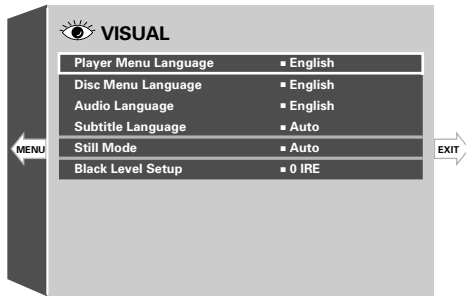 VISUAL
Player Menu Language ▪ English
Disc Menu Language ▪ English
Audio Language ▪ English
Subtitle Language ▪ Auto
MENU
Still Mode ▪ Auto
EXIT
Black Level Setup ▪ 0 IRE